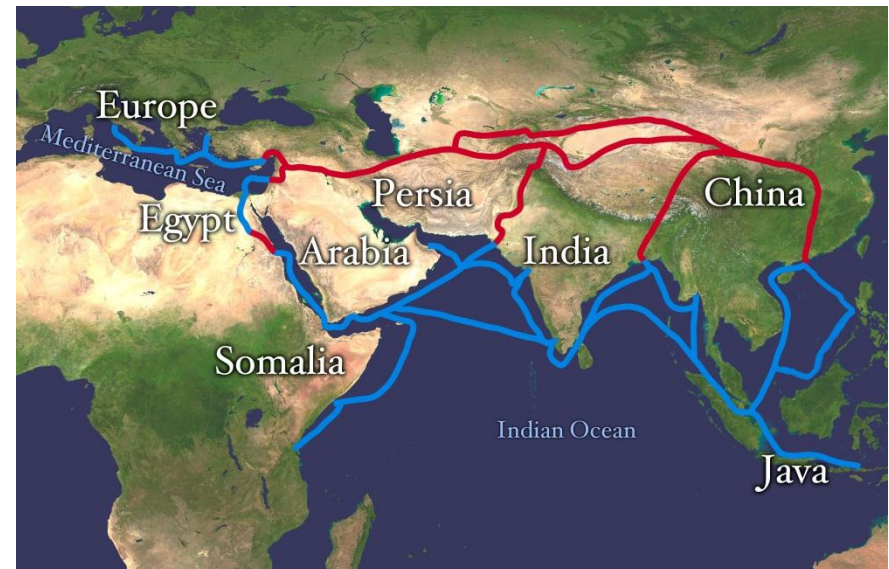 Europe
Mediterranean Sea
Egypt
Persia
Arabia
India
China
Somalia
Indian Ocean
Java